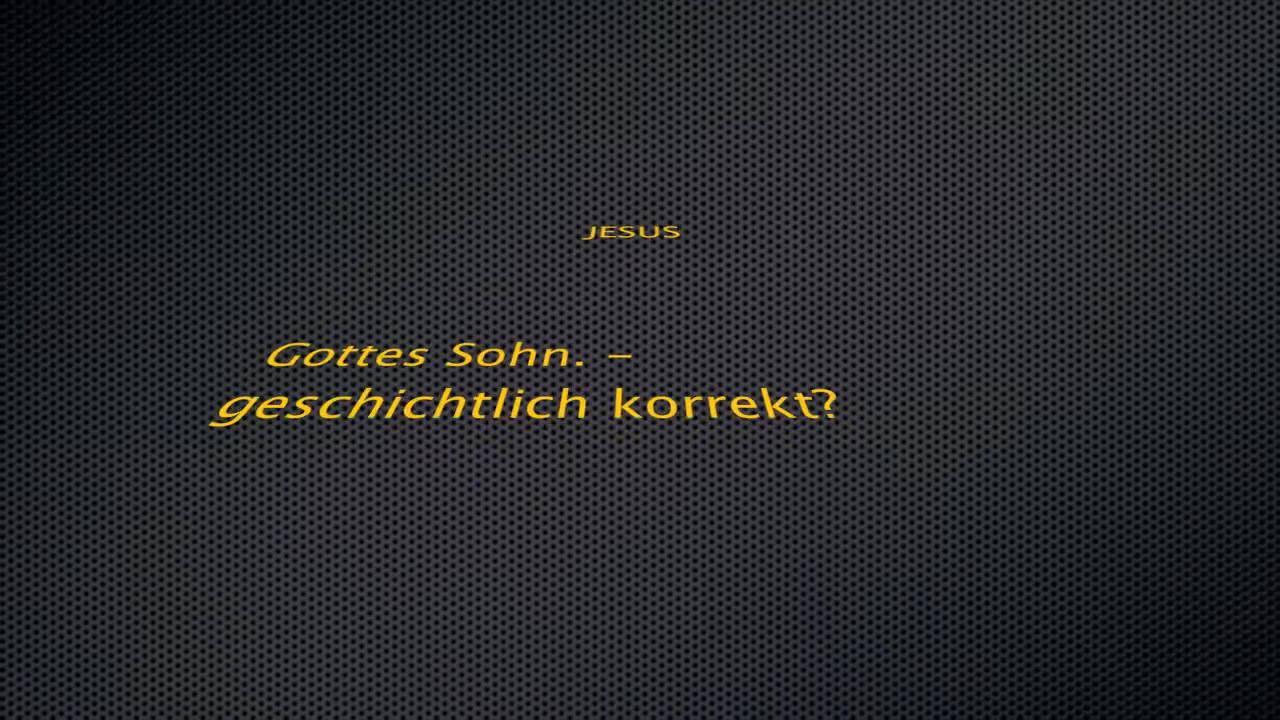 JESUS
Gottes Sohn. –
geschichtlich korrekt?